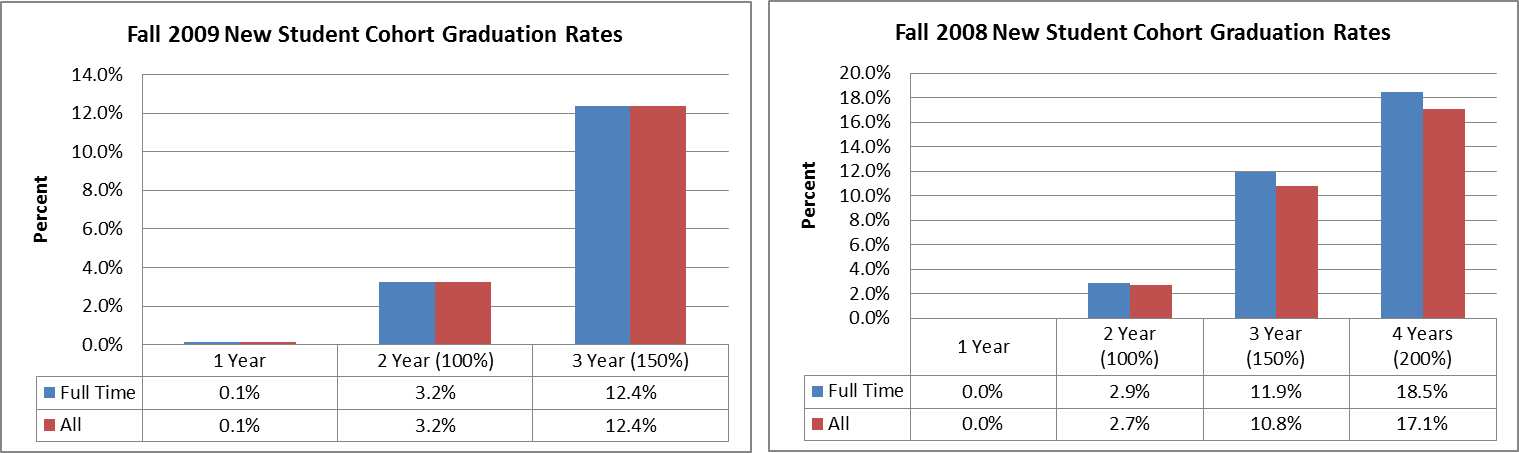 Fall 2009 New Student Cohort Graduation Rates
14.0%
12.0%
10.0%
8.0%
6.0%
4.0%
2.0%
0.0%
Percent
1 Year 2 Year (100%) 3 Year (150%)
Full Time 0.1% 3.2% 12.4%
All 0.1% 3.2% 12.4%
Fall 2008 New Student Cohort Graduation Rates
20.0%
18.0%
16.0%
14.0%
12.0%
10.0%
8.0%
6.0%
4.0%
2.0%
0.0%
Percent
1 Year 2 Year 3 Year 4 Years
(100%) (150%) (200%)
Full Time 0.0% 2.9% 11.9% 18.5%
All 0.0% 2.7% 10.8% 17.1%